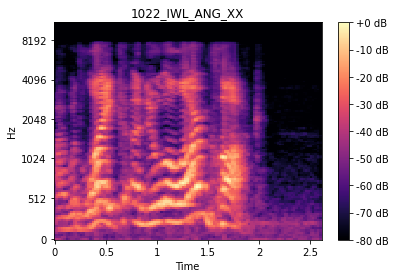 1022_IWL_ANG_XX
8192
4096
2048
1024
512
0
Hz
0
0.5
1
1.5
2
2.5
Time
+0 dB
-10 dB
-20 dB
-30 dB
-40 dB
-50 dB
-60 dB
-70 dB
-80 dB